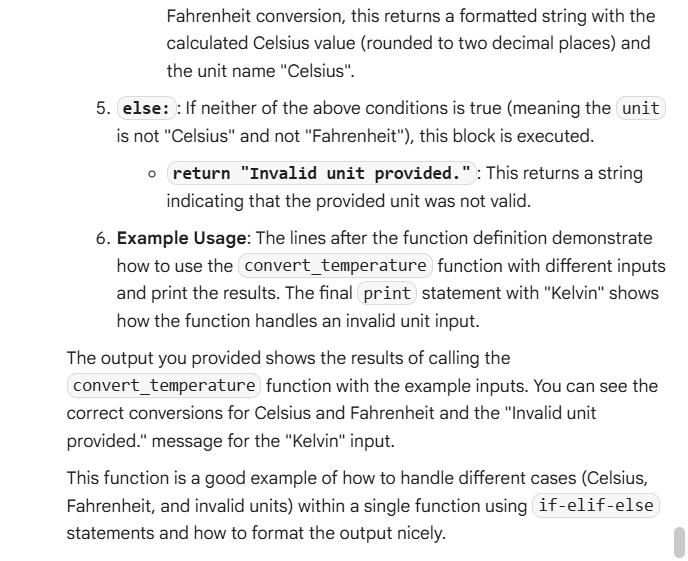 Fahrenheit conversion, this returns a formatted string with the
calculated Celsius value (rounded to two decimal places) and
the unit name "Celsius".
5. else: : If neither of the above conditions is true (meaning the unit
is not "Celsius" and not "Fahrenheit"), this block is executed.
○ return "Invalid unit provided." : This returns a string
indicating that the provided unit was not valid.
6. Example Usage: The lines after the function definition demonstrate
how to use the convert_temperature function with different inputs
and print the results. The final print statement with "Kelvin" shows
how the function handles an invalid unit input.
The output you provided shows the results of calling the
convert_temperature function with the example inputs. You can see the
correct conversions for Celsius and Fahrenheit and the "Invalid unit
provided." message for the "Kelvin" input.
This function is a good example of how to handle different cases (Celsius,
Fahrenheit, and invalid units) within a single function using if-elif-else
statements and how to format the output nicely.